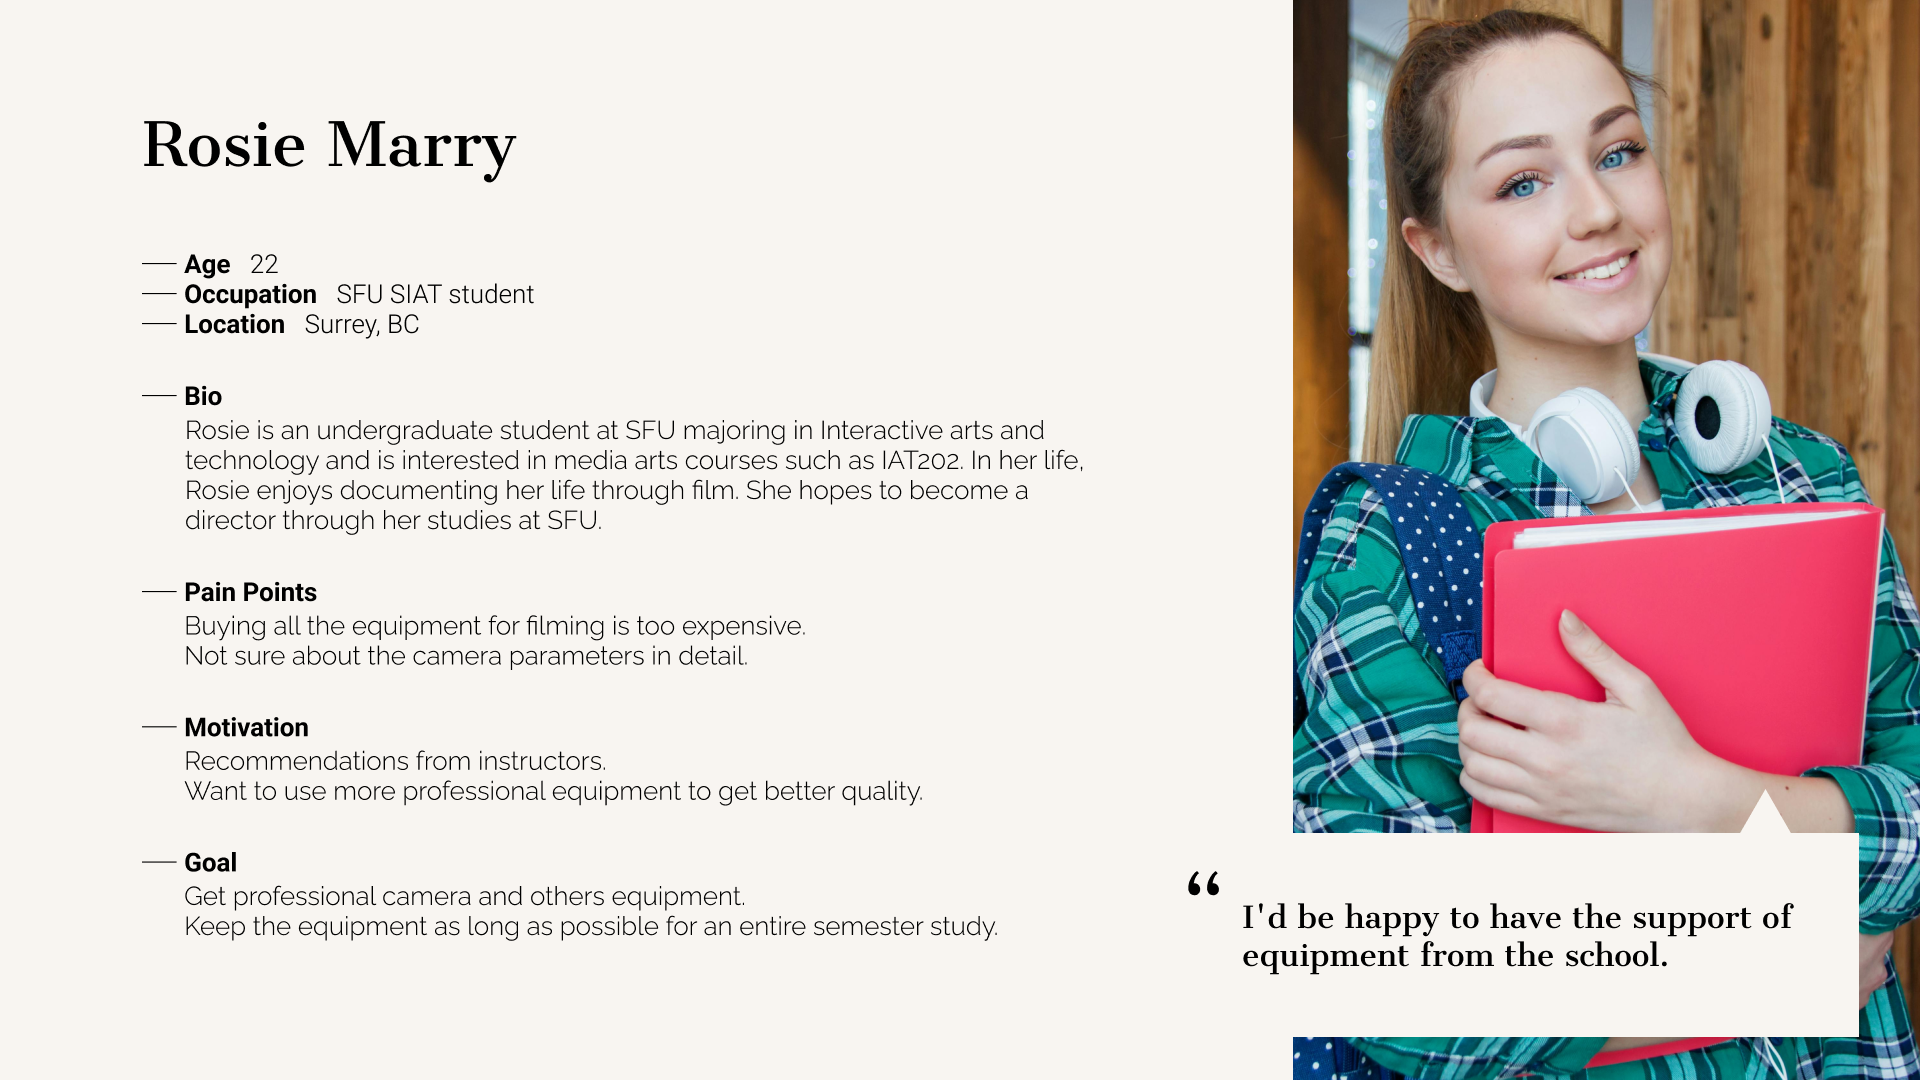 Rosie Marry
Age 22
Occupation SFU SIAT student
Location Surrey, BC
Bio
Rosie is an undergraduate student at SFU majoring in Interactive arts and
technology and is interested in media arts courses such as IAT202. In her life,
Rosie enjoys documenting her life through film. She hopes to become a
director through her studies at SFU.
Pain Points
Buying all the equipment for filming is too expensive.
Not sure about the camera parameters in detail.
Motivation
Recommendations from instructors.
Want to use more professional equipment to get better quality.
Goal
Get professional camera and others equipment.
Keep the equipment as long as possible for an entire semester study.
“ I'd be happy to have the support of
equipment from the school.